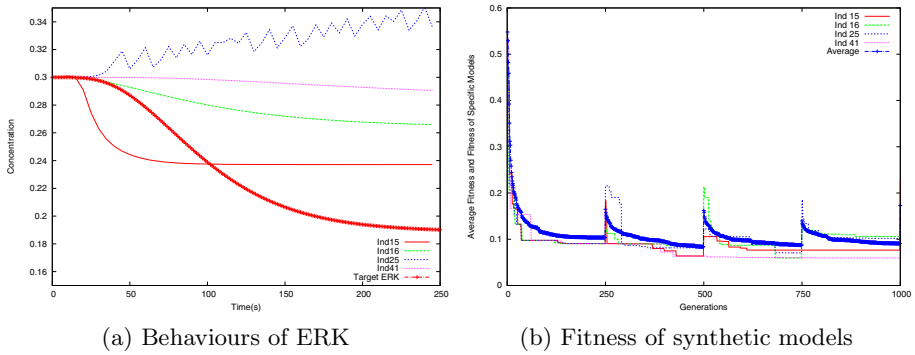 0.34
0.32
0.3
0.28
0.26
0.24
0.22
0.2
0.18
0.16
Concentration
0 50 100 150 200 250
Time(s)
Ind15
Ind16
Ind25
Ind41
Target ERK
(a) Behaviours of ERK
0.6
0.5
0.4
0.3
0.2
0.1
0
Average Fitness and Fitness of Specific Models
0 250 500 750 1000
Generations
Ind 15
Ind 16
Ind 25
Ind 41
Average
(b) Fitness of synthetic models